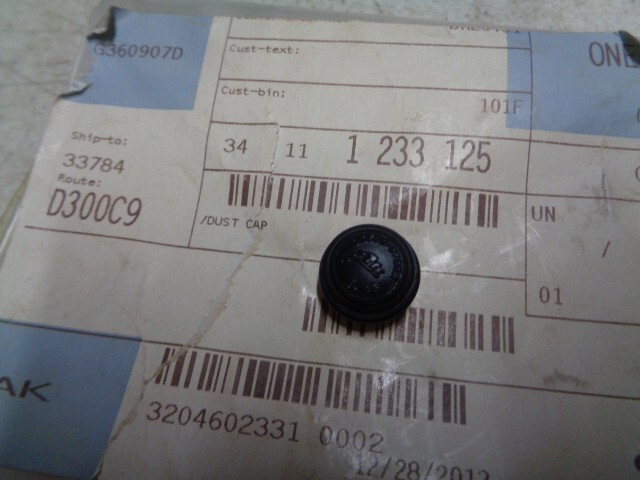 G360907D
Cust-text:
ONE
Cust-bin:
101F
Ship-to:
33784
Route:
D300C9
34 11 1 233 125
/DUST CAP
UN
/
01
AK
3204602331 0002
12/28/2012